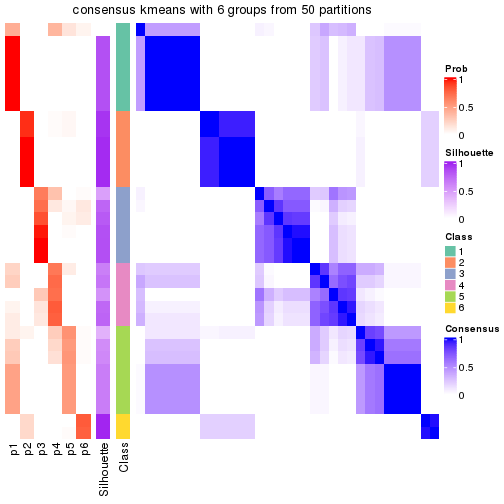 consensus kmeans with 6 groups from 50 partitions
Prob
1
0.5
0
Silhouette
1
0.5
0
Class
1
2
3
4
5
6
Consensus
1
0.5
0
p1
p2
p3
p4
p5
p6
Silhouette
Class